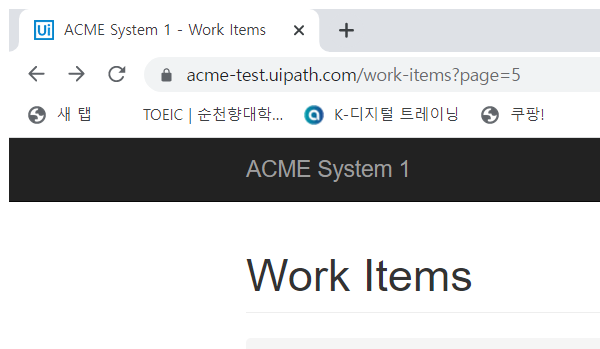 Ui ACME System 1 - Work Items
acme-test.uipath.com/work-items?page=5
새 탭 TOEIC | 순천향대학... K-디지털 트레이닝 쿠팡!
ACME System 1
Work Items